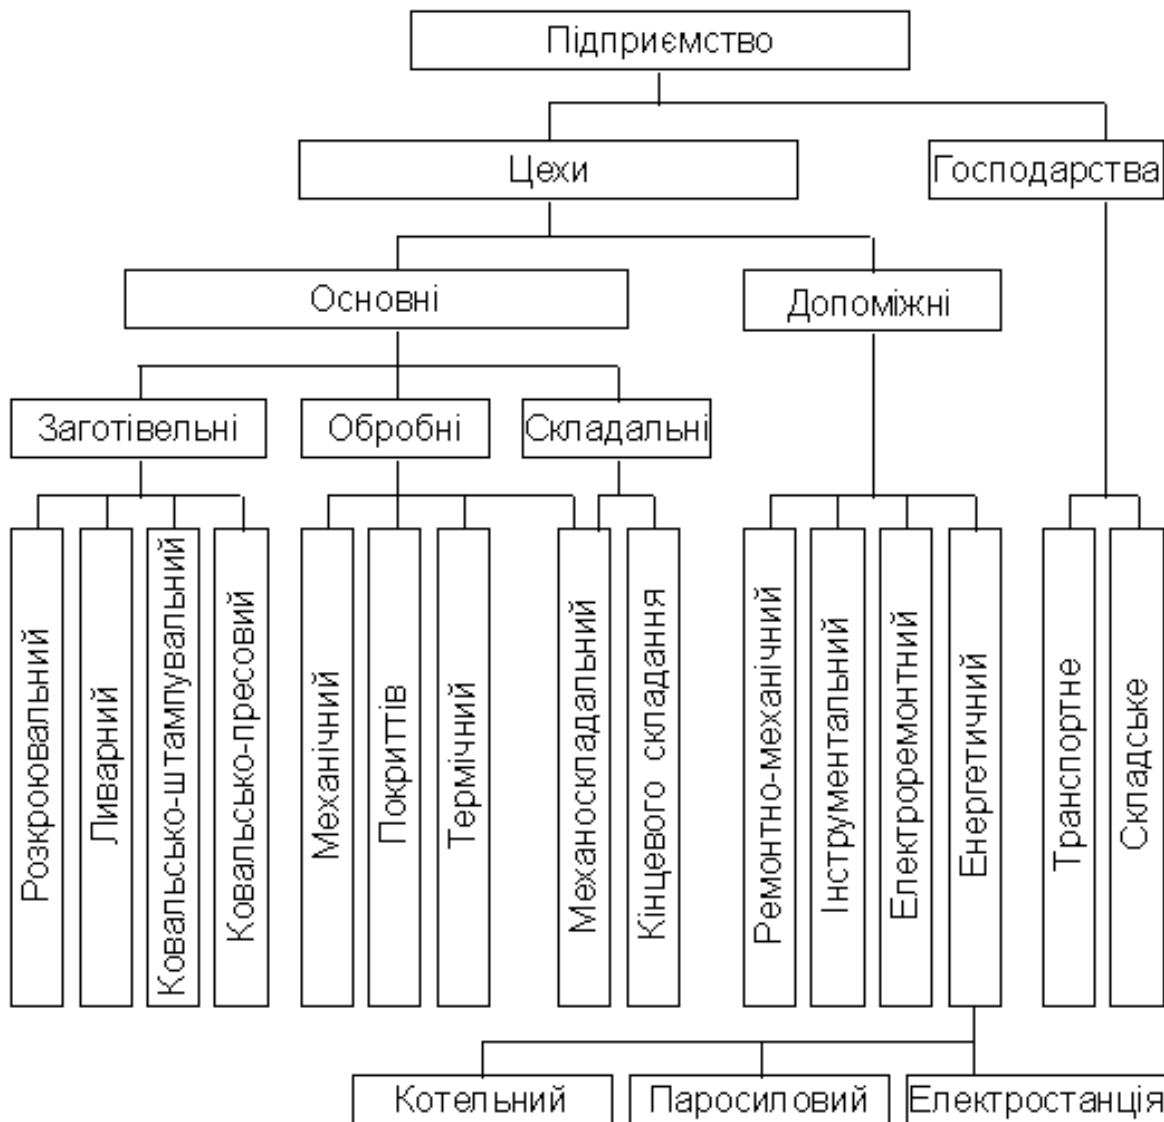 Підприємство
Цехи
Господарства
Основні
Допоміжні
Заготівельні
Обробні
Складальні
Розкроювальний
Ливарний
Ковальсько-штампувальний
Ковальсько-пресовий
Механічний
Покриттів
Термічний
Механоскладальний
Кінцевого складання
Ремонтно-механічний
Інструментальний
Електроремонтний
Енергетичний
Транспортне
Складське
Котельний
Паросиловий
Електростанція